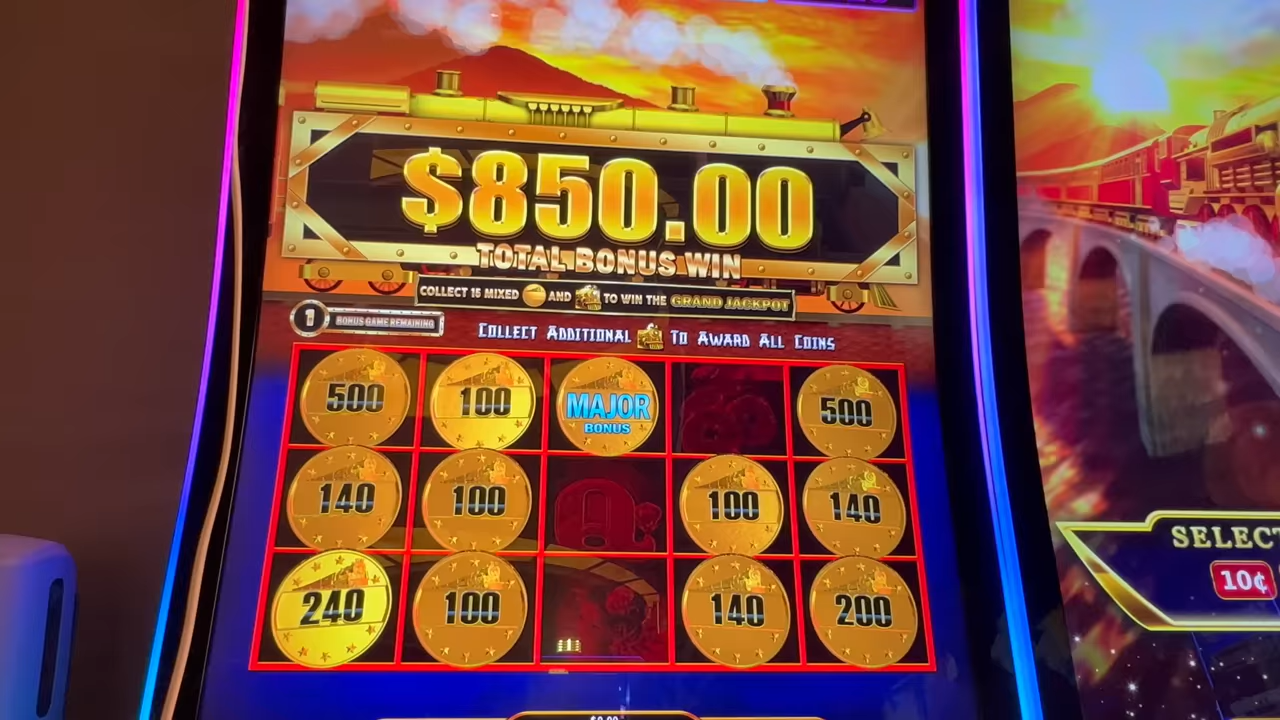 $850.00
TOTAL BONUS WIN
COLLECT 15 MIXED AND TO WIN THE GRAND JACKPOT
1 BONUS GAME REMAINING
COLLECT ADDITIONAL TO AWARD ALL COINS
500 100 MAJOR BONUS 500
140 100 100 140
240 100 140 200
SELECT
10¢